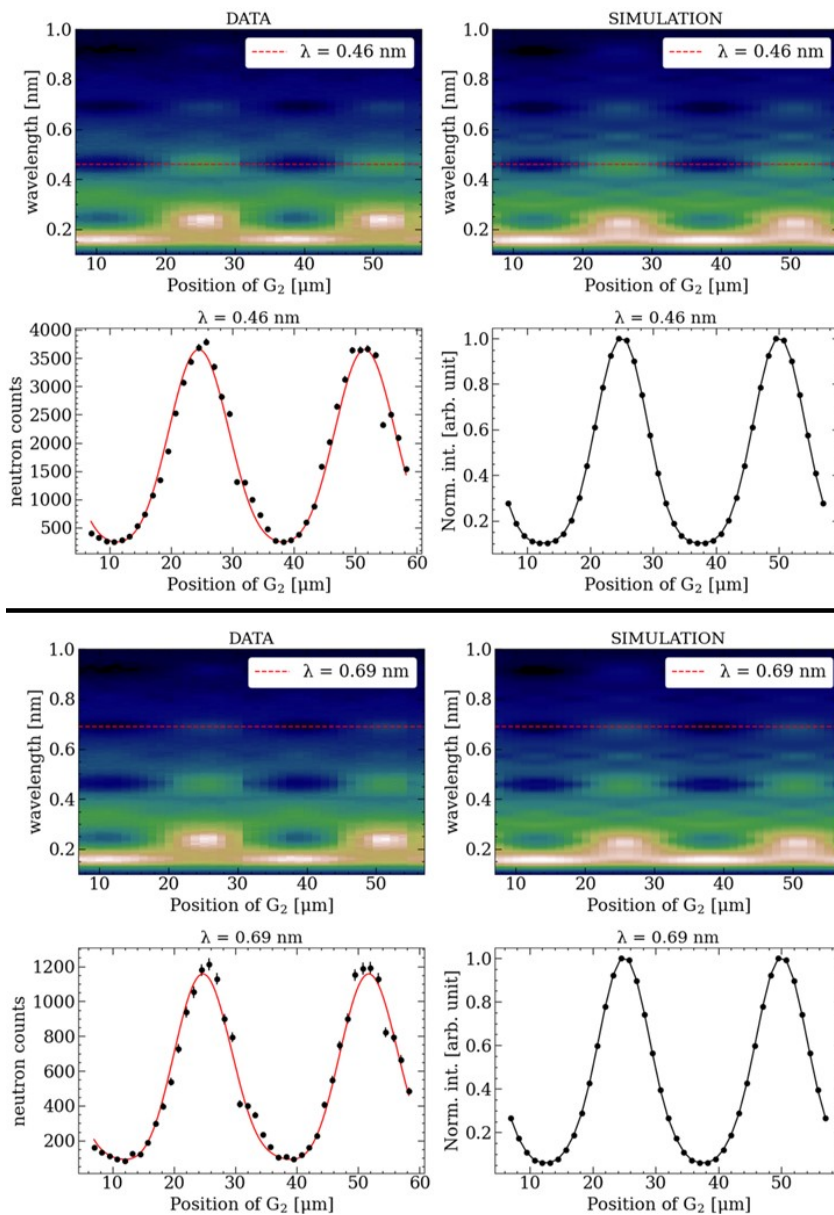 DATA
SIMULATION
1.0
0.8
0.6
0.4
0.2
wavelength [nm]
λ = 0.46 nm
10 20 30 40 50
Position of G₂ [μm]
1.0
0.8
0.6
0.4
0.2
wavelength [nm]
λ = 0.46 nm
10 20 30 40 50
Position of G₂ [μm]
λ = 0.46 nm
4000
3500
3000
2500
2000
1500
1000
500
neutron counts
10 20 30 40 50 60
Position of G₂ [μm]
λ = 0.46 nm
1.0
0.8
0.6
0.4
0.2
Norm. int. [arb. unit]
10 20 30 40 50
Position of G₂ [μm]
DATA
SIMULATION
1.0
0.8
0.6
0.4
0.2
wavelength [nm]
λ = 0.69 nm
10 20 30 40 50
Position of G₂ [μm]
1.0
0.8
0.6
0.4
0.2
wavelength [nm]
λ = 0.69 nm
10 20 30 40 50
Position of G₂ [μm]
λ = 0.69 nm
1200
1000
800
600
400
200
neutron counts
10 20 30 40 50 60
Position of G₂ [μm]
λ = 0.69 nm
1.0
0.8
0.6
0.4
0.2
Norm. int. [arb. unit]
10 20 30 40 50
Position of G₂ [μm]